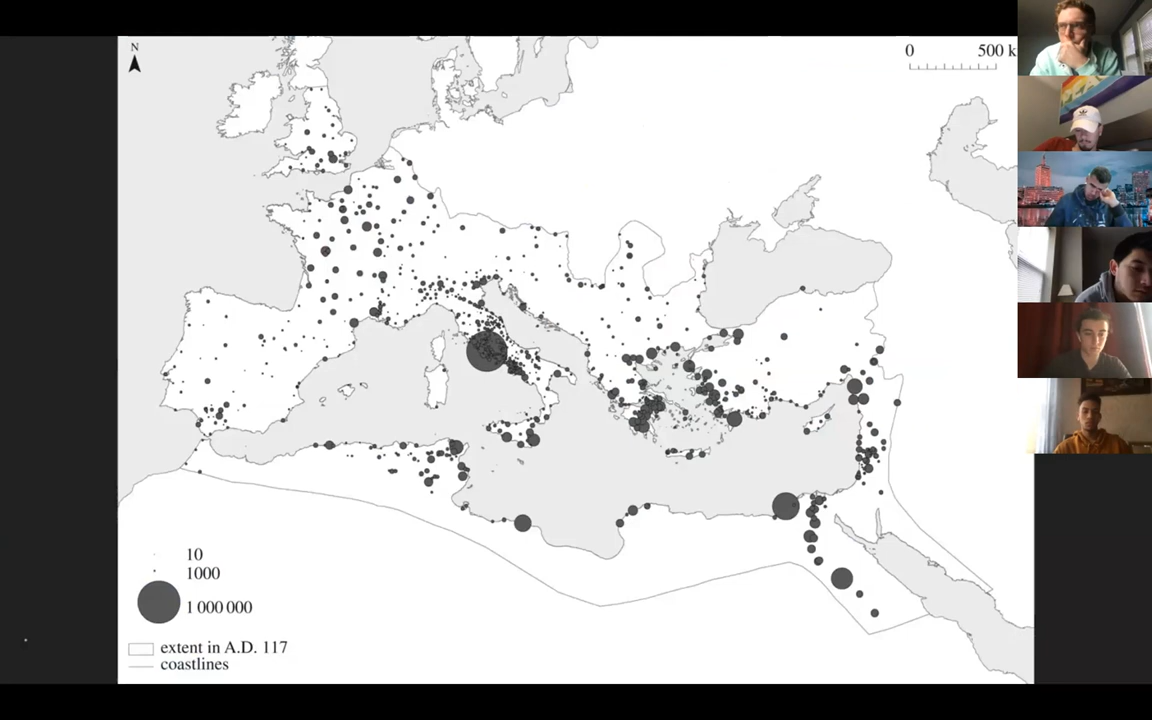 N
0 500 k
10
1000
1 000 000
extent in A.D. 117
coastlines